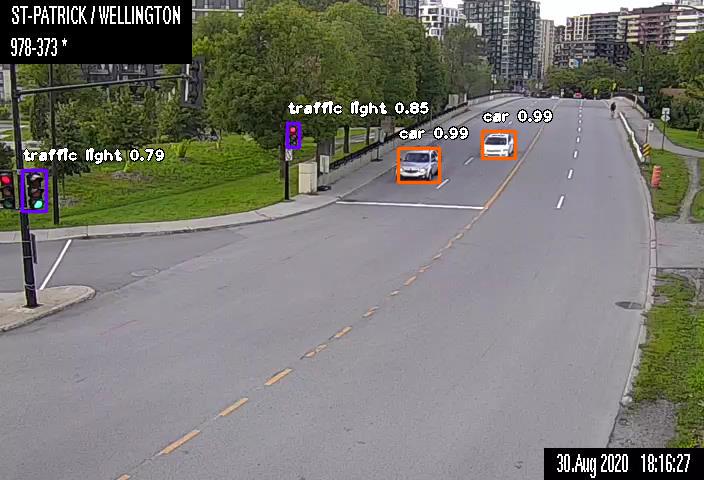 ST-PATRICK / WELLINGTON
978-373 *
traffic light 0.85
car 0.99
car 0.99
traffic light 0.79
30.Aug 2020 18:16:27